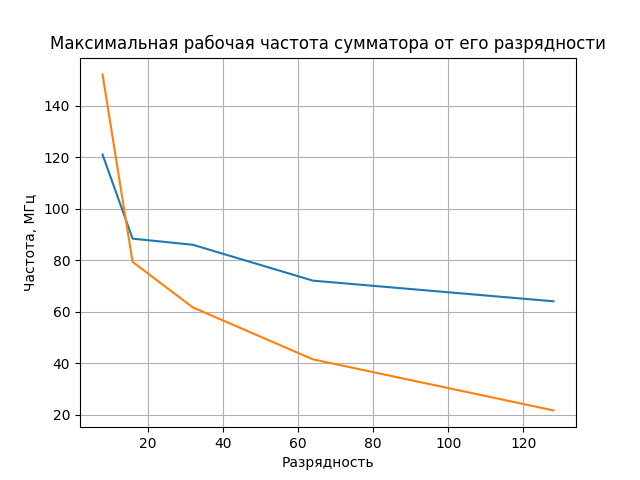 Максимальная рабочая частота сумматора от его разрядности
140
120
100
80
60
40
20
Частота, МГц
20 40 60 80 100 120
Разрядность